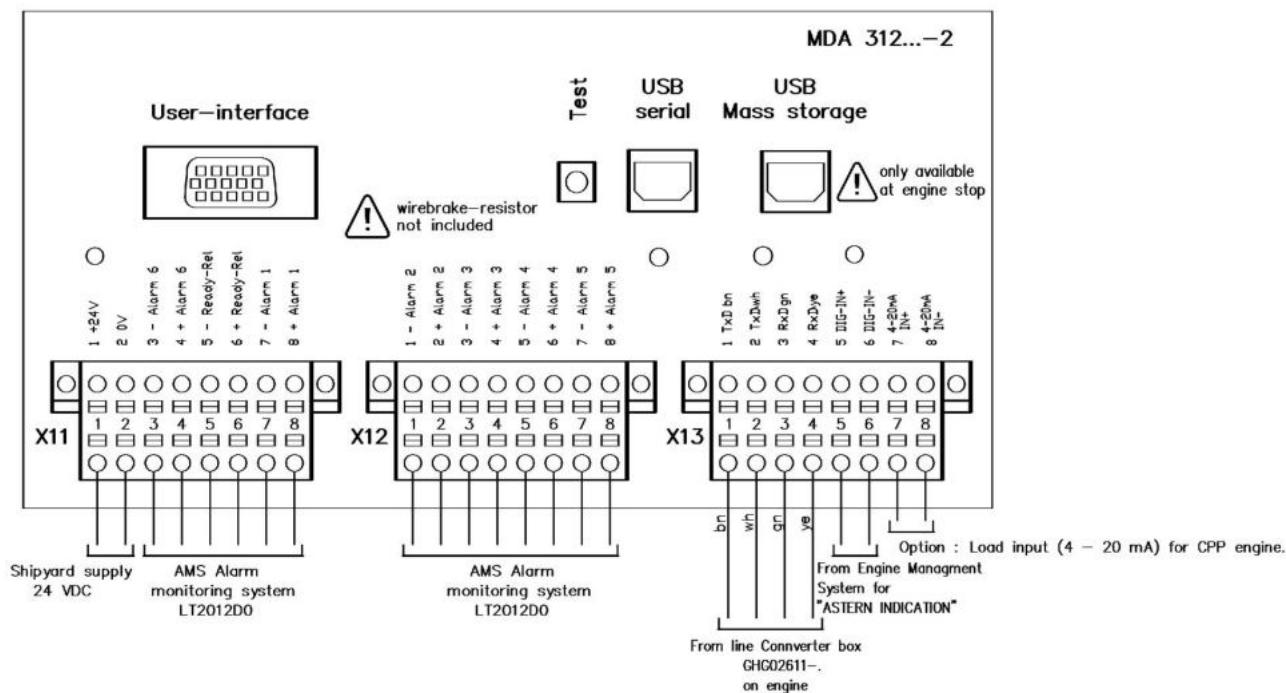 MDA 312...-2
User-interface
Test
USB
serial
USB
Mass storage
only available
at engine stop
wirebrake-resistor
not included
1 +24V
2 0V
3 - Alarm 6
4 + Alarm 6
5 - Ready-Rel
6 + Ready-Rel
7 - Alarm 1
8 + Alarm 1
1 - Alarm 2
2 + Alarm 2
3 - Alarm 3
4 + Alarm 3
5 - Alarm 4
6 + Alarm 4
7 - Alarm 5
8 + Alarm 5
1 TxD bn
2 TxDwh
3 RxDgn
4 RxDye
5 DIG-IN+
6 DIG-IN-
7 4-20mA
IN+
8 4-20mA
IN-
X11
1 2 3 4 5 6 7 8
X12
1 2 3 4 5 6 7 8
X13
1 2 3 4 5 6 7 8
bn
wh
gn
ye
Shipyard supply
24 VDC
AMS Alarm
monitoring system
LT2012D0
AMS Alarm
monitoring system
LT2012D0
Option : Load input (4 - 20 mA) for CPP engine.
From Engine Managment
System for
"ASTERN INDICATION"
From line Connverter box
GHG02611-.
on engine